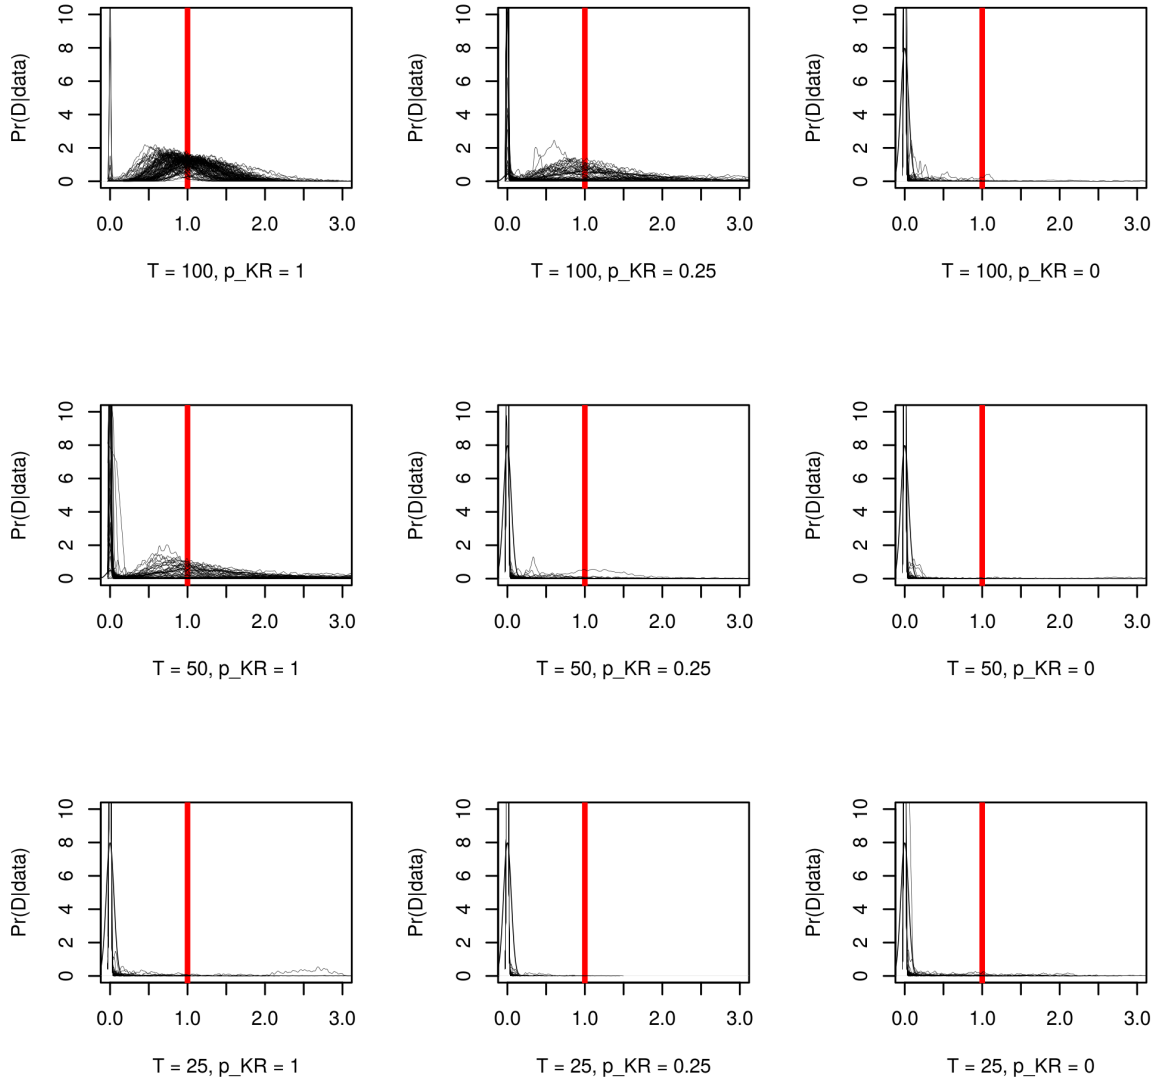 Pr(D|data)
0 2 4 6 8 10
0.0 1.0 2.0 3.0
T = 100, p_KR = 1
Pr(D|data)
0 2 4 6 8 10
0.0 1.0 2.0 3.0
T = 100, p_KR = 0.25
Pr(D|data)
0 2 4 6 8 10
0.0 1.0 2.0 3.0
T = 100, p_KR = 0
Pr(D|data)
0 2 4 6 8 10
0.0 1.0 2.0 3.0
T = 50, p_KR = 1
Pr(D|data)
0 2 4 6 8 10
0.0 1.0 2.0 3.0
T = 50, p_KR = 0.25
Pr(D|data)
0 2 4 6 8 10
0.0 1.0 2.0 3.0
T = 50, p_KR = 0
Pr(D|data)
0 2 4 6 8 10
0.0 1.0 2.0 3.0
T = 25, p_KR = 1
Pr(D|data)
0 2 4 6 8 10
0.0 1.0 2.0 3.0
T = 25, p_KR = 0.25
Pr(D|data)
0 2 4 6 8 10
0.0 1.0 2.0 3.0
T = 25, p_KR = 0